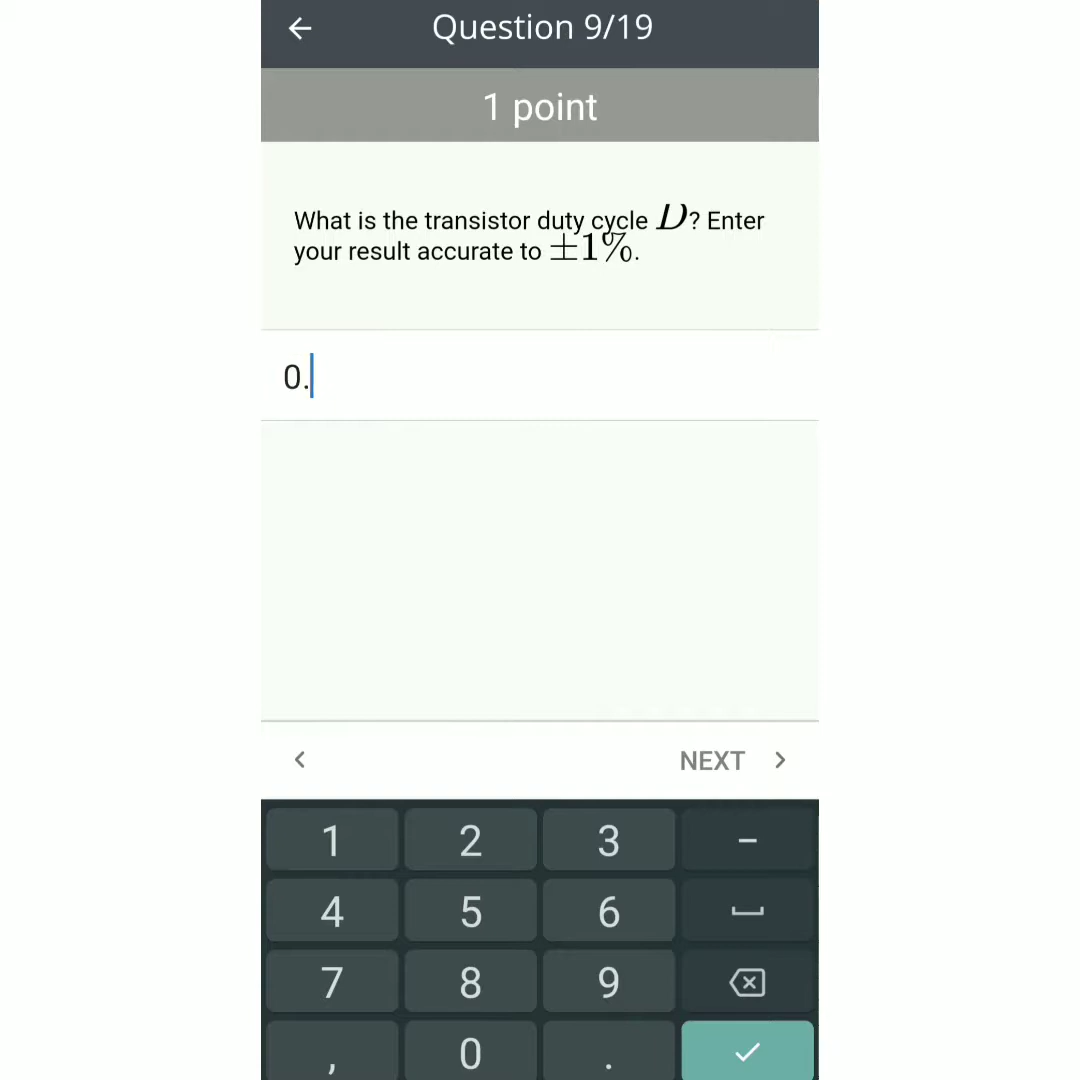 Question 9/19
1 point
What is the transistor duty cycle D? Enter
your result accurate to ±1%.
0.
NEXT
1 2 3 –
4 5 6
7 8 9
, 0 .